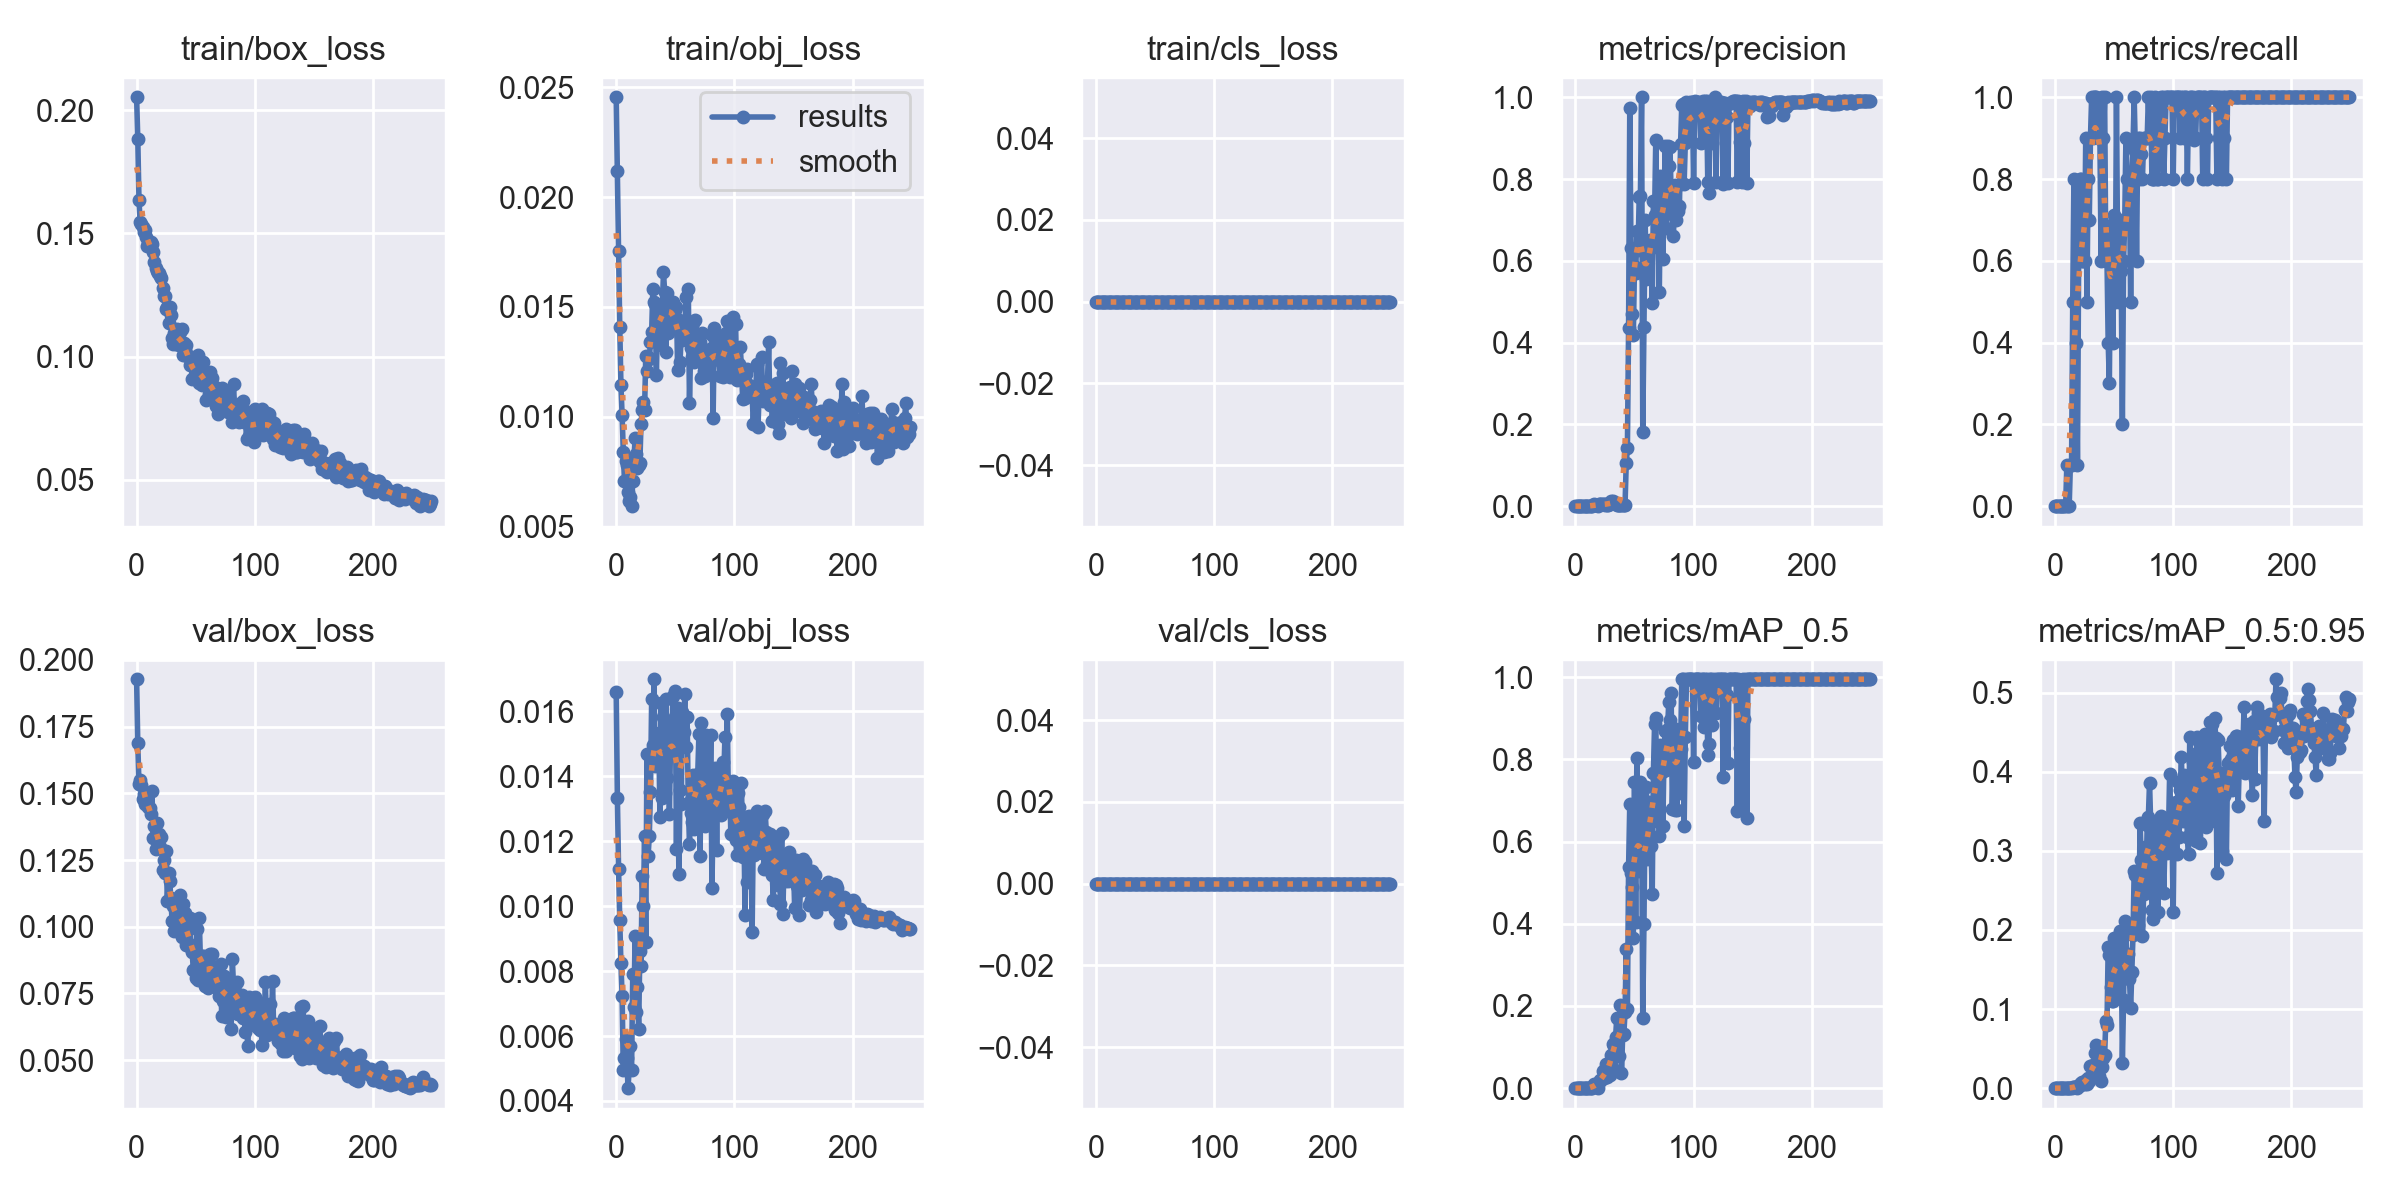 train/box_loss
0.20
0.15
0.10
0.05
0 100 200
train/obj_loss
results
smooth
0.025
0.020
0.015
0.010
0.005
0 100 200
train/cls_loss
0.04
0.02
0.00
−0.02
−0.04
0 100 200
metrics/precision
1.0
0.8
0.6
0.4
0.2
0.0
0 100 200
metrics/recall
1.0
0.8
0.6
0.4
0.2
0.0
0 100 200
val/box_loss
0.200
0.175
0.150
0.125
0.100
0.075
0.050
0 100 200
val/obj_loss
0.016
0.014
0.012
0.010
0.008
0.006
0.004
0 100 200
val/cls_loss
0.04
0.02
0.00
−0.02
−0.04
0 100 200
metrics/mAP_0.5
1.0
0.8
0.6
0.4
0.2
0.0
0 100 200
metrics/mAP_0.5:0.95
0.5
0.4
0.3
0.2
0.1
0.0
0 100 200